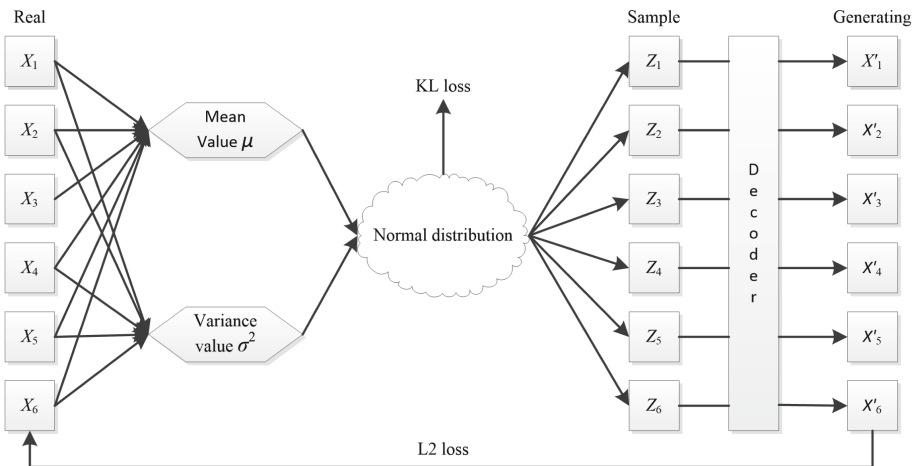 Real
Sample
Generating
X₁
X₂
X₃
X₄
X₅
X₆
Mean
Value μ
Variance
value σ²
KL loss
Normal distribution
Z₁
Z₂
Z₃
Z₄
Z₅
Z₆
Decoder
X'₁
X'₂
X'₃
X'₄
X'₅
X'₆
L2 loss